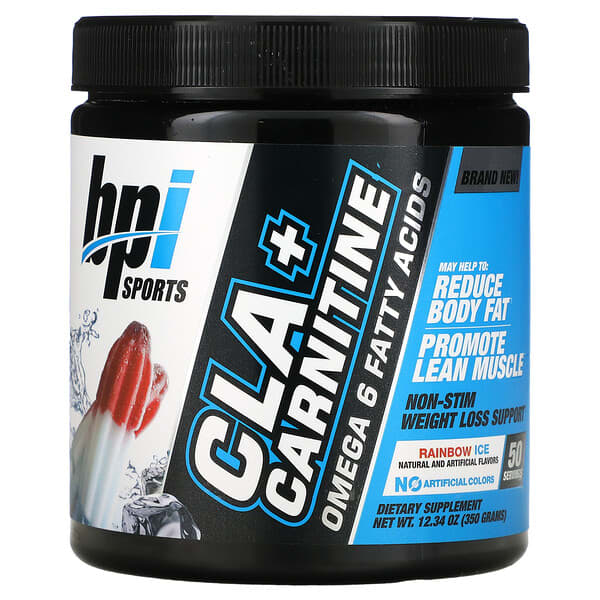 bpi
SPORTS
CLA+
CARNITINE
OMEGA 6 FATTY ACIDS
BRAND NEW!
MAY HELP TO:
REDUCE
BODY FAT
PROMOTE
LEAN MUSCLE
NON-STIM
WEIGHT LOSS SUPPORT
RAINBOW ICE
NATURAL AND ARTIFICIAL FLAVORS
NO ARTIFICIAL COLORS
50
SERVINGS
DIETARY SUPPLEMENT
NET WT. 12.34 OZ (350 GRAMS)